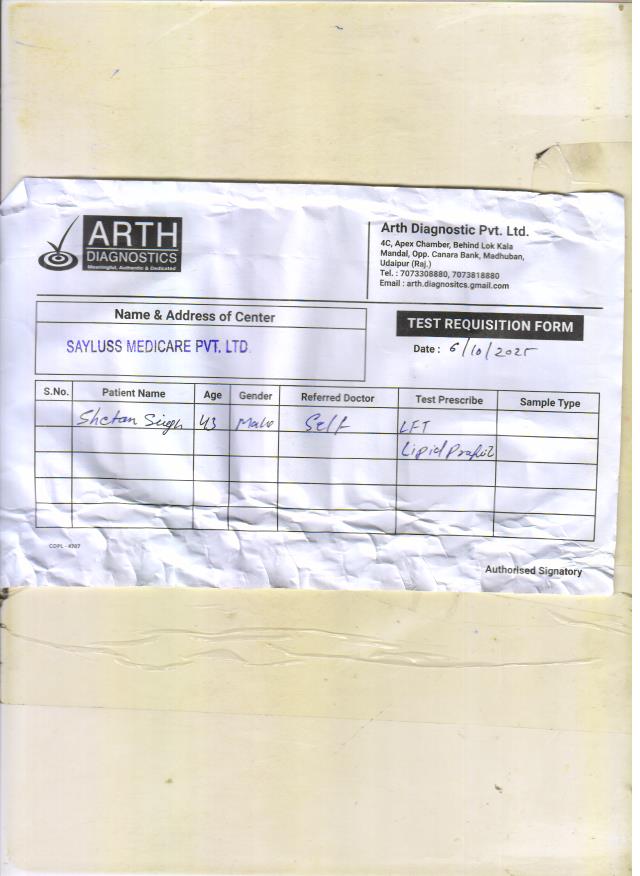 ARTH
DIAGNOSTICS
Meaningful, Authentic & Dedicated
Arth Diagnostic Pvt. Ltd.
4C, Apex Chamber, Behind Lok Kala
Mandal, Opp. Canara Bank, Madhuban,
Udaipur (Raj.)
Tel. : 7073308880, 7073818880
Email : arth.diagnositcs.gmail.com
Name & Address of Center
SAYLUSS MEDICARE PVT. LTD.
TEST REQUISITION FORM
Date : 6/10/2025
S.No. Patient Name Age Gender Referred Doctor Test Prescribe Sample Type
Shetan Singh 43 Male Self LFT
Lipid Profile
CDPL - 4707
Authorised Signatory